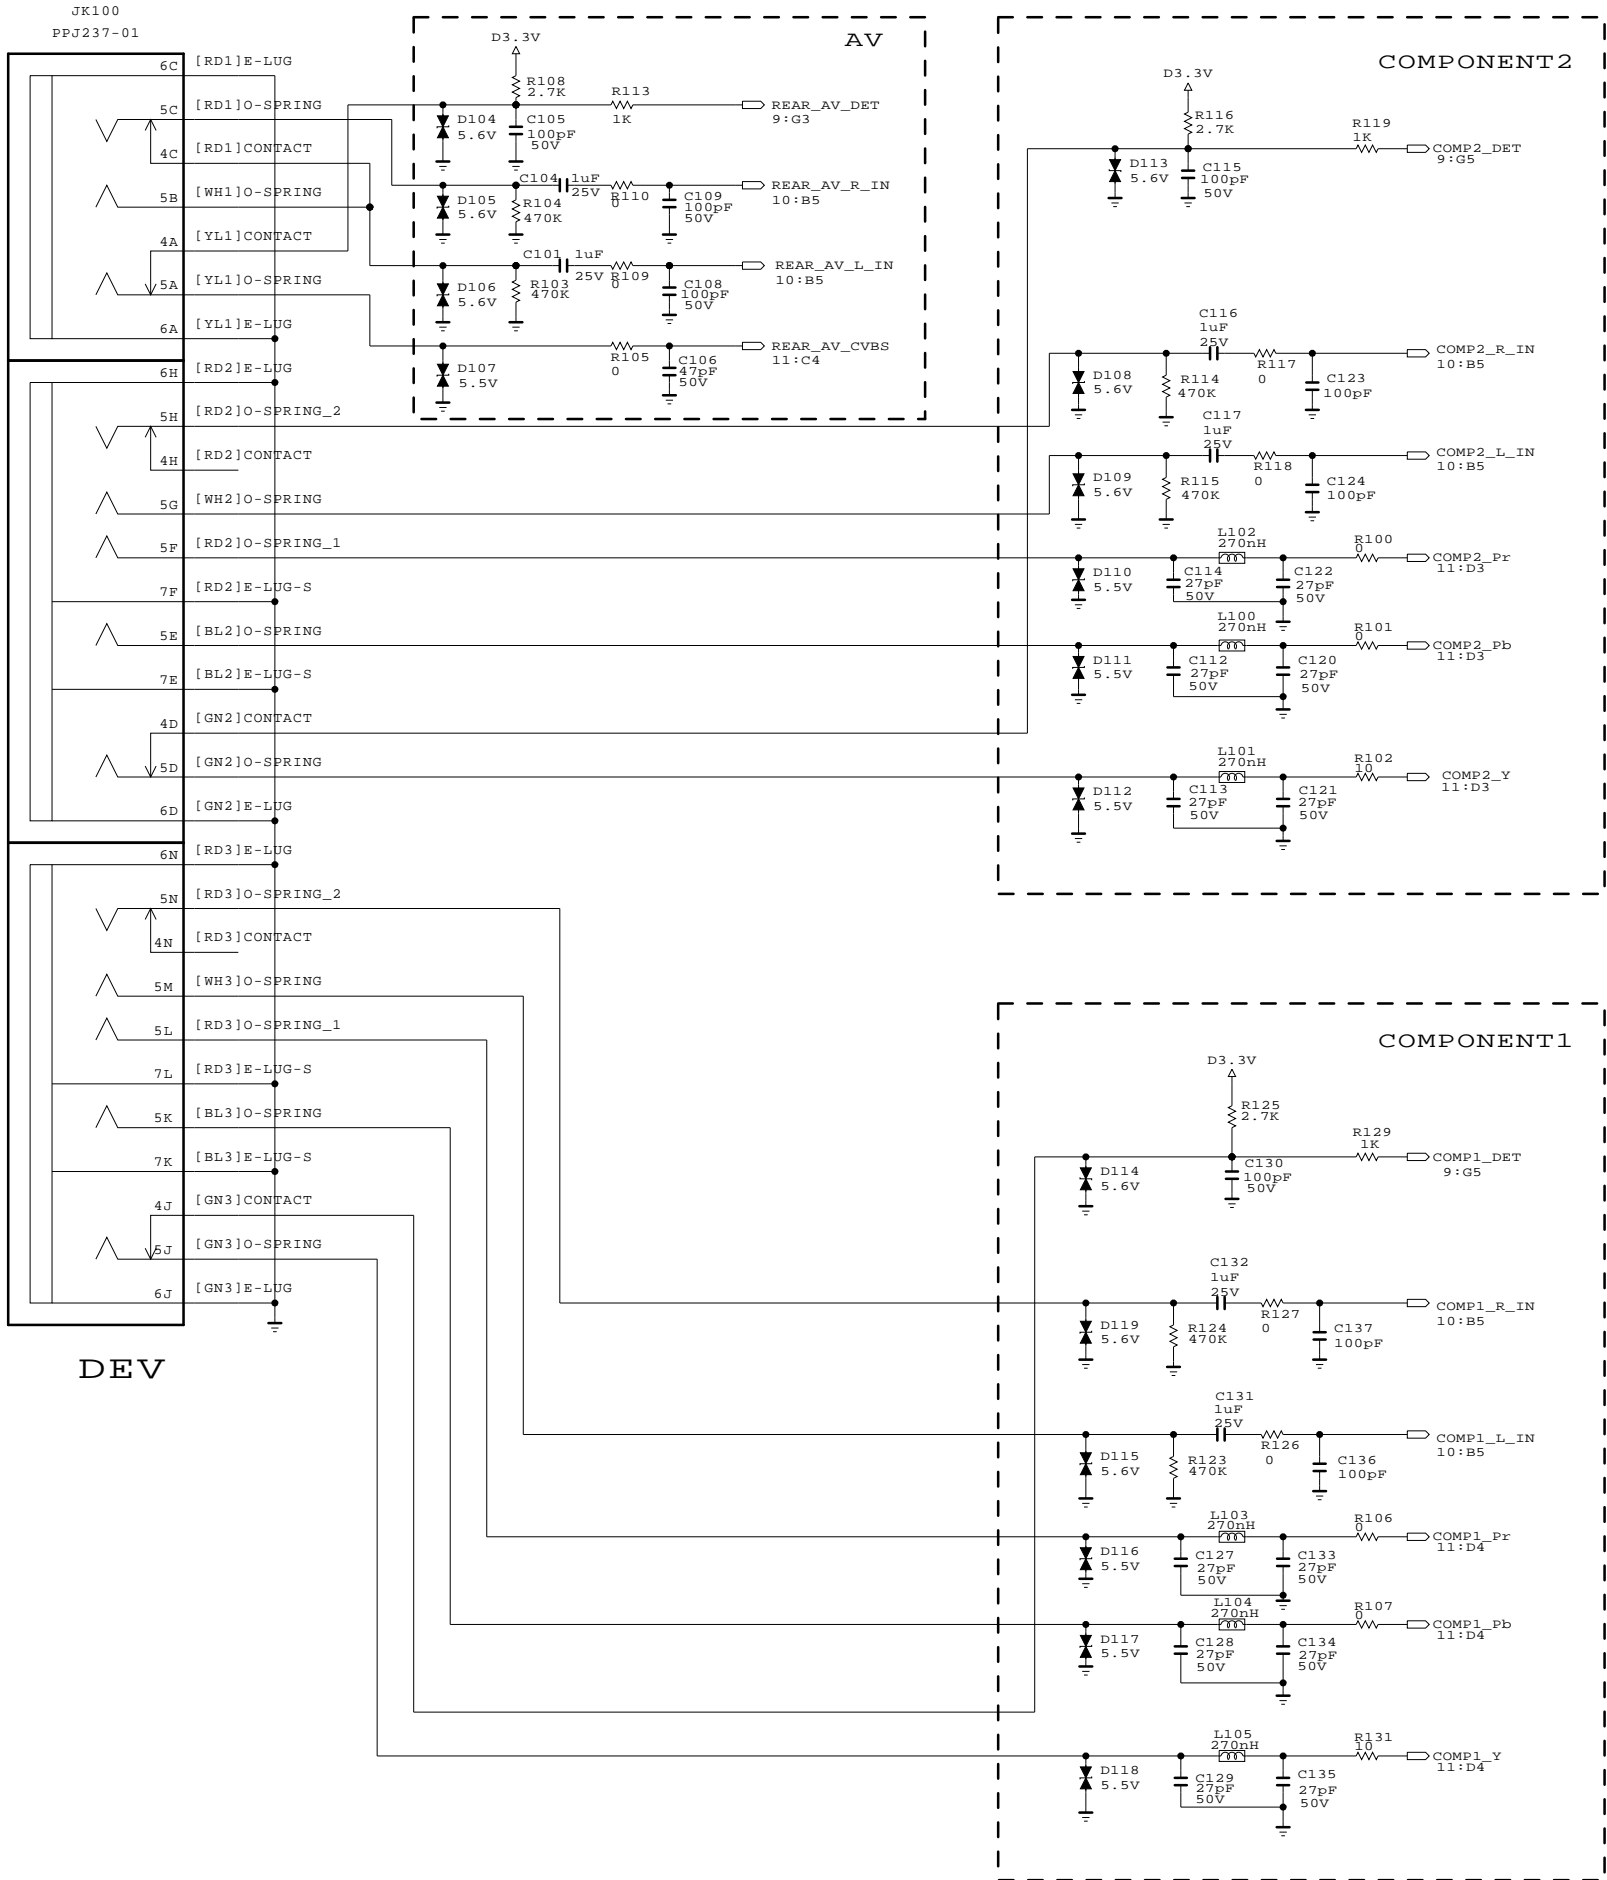 JK100
PPJ237-01
6C
[RD1]E-LUG
5C
[RD1]O-SPRING
4C
[RD1]CONTACT
5B
[WH1]O-SPRING
4A
[YL1]CONTACT
5A
[YL1]O-SPRING
6A
[YL1]E-LUG
6H
[RD2]E-LUG
5H
[RD2]O-SPRING_2
4H
[RD2]CONTACT
5G
[WH2]O-SPRING
5F
[RD2]O-SPRING_1
7F
[RD2]E-LUG-S
5E
[BL2]O-SPRING
7E
[BL2]E-LUG-S
4D
[GN2]CONTACT
5D
[GN2]O-SPRING
6D
[GN2]E-LUG
6N
[RD3]E-LUG
5N
[RD3]O-SPRING_2
4N
[RD3]CONTACT
5M
[WH3]O-SPRING
5L
[RD3]O-SPRING_1
7L
[RD3]E-LUG-S
5K
[BL3]O-SPRING
7K
[BL3]E-LUG-S
4J
[GN3]CONTACT
5J
[GN3]O-SPRING
6J
[GN3]E-LUG
DEV
AV
D3.3V
R108
2.7K
R113
1K
REAR_AV_DET
9:G3
D104
5.6V
C105
100pF
50V
C104
1uF
25V
R110
0
REAR_AV_R_IN
10:B5
D105
5.6V
R104
470K
C109
100pF
50V
C101
1uF
25V
R109
0
REAR_AV_L_IN
10:B5
D106
5.6V
R103
470K
C108
100pF
50V
REAR_AV_CVBS
11:C4
D107
5.5V
R105
0
C106
47pF
50V
COMPONENT2
D3.3V
R116
2.7K
R119
1K
COMP2_DET
9:G5
D113
5.6V
C115
100pF
50V
C116
1uF
25V
R117
0
COMP2_R_IN
10:B5
D108
5.6V
R114
470K
C123
100pF
C117
1uF
25V
R118
0
COMP2_L_IN
10:B5
D109
5.6V
R115
470K
C124
100pF
L102
270nH
R100
0
COMP2_Pr
11:D3
D110
5.5V
C114
27pF
50V
C122
27pF
50V
L100
270nH
R101
0
COMP2_Pb
11:D3
D111
5.5V
C112
27pF
50V
C120
27pF
50V
L101
270nH
R102
10
COMP2_Y
11:D3
D112
5.5V
C113
27pF
50V
C121
27pF
50V
COMPONENT1
D3.3V
R125
2.7K
R129
1K
COMP1_DET
9:G5
D114
5.6V
C130
100pF
50V
C132
1uF
25V
R127
0
COMP1_R_IN
10:B5
D119
5.6V
R124
470K
C137
100pF
C131
1uF
25V
R126
0
COMP1_L_IN
10:B5
D115
5.6V
R123
470K
C136
100pF
L103
270nH
R106
0
COMP1_Pr
11:D4
D116
5.5V
C127
27pF
50V
C133
27pF
50V
L104
270nH
R107
0
COMP1_Pb
11:D4
D117
5.5V
C128
27pF
50V
C134
27pF
50V
L105
270nH
R131
10
COMP1_Y
11:D4
D118
5.5V
C129
27pF
50V
C135
27pF
50V